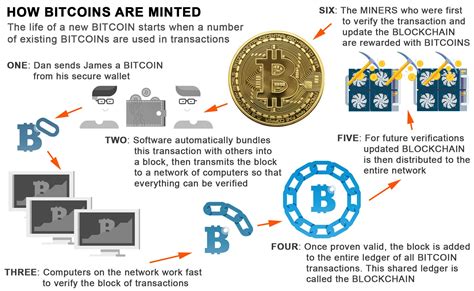 HOW BITCOINS ARE MINTED
The life of a new BITCOIN starts when a number
of existing BITCOINs are used in transactions
ONE: Dan sends James a BITCOIN
from his secure wallet
TWO: Software automatically bundles
this transaction with others into
a block, then transmits the block
to a network of computers so that
everything can be verified
THREE: Computers on the network work fast
to verify the block of transactions
FOUR: Once proven valid, the block is added
to the entire ledger of all BITCOIN
transactions. This shared ledger is
called the BLOCKCHAIN
FIVE: For future verifications
updated BLOCKCHAIN
is then distributed to the
entire network
SIX: The MINERS who were first
to verify the transaction and
update the BLOCKCHAIN
are rewarded with BITCOINS